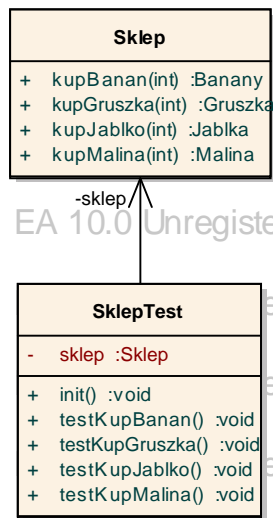 Sklep
+ kupBanan(int) :Banany
+ kupGruszka(int) :Gruszka
+ kupJablko(int) :Jablka
+ kupMalina(int) :Malina
-sklep
EA 10.0 Unregiste
SklepTest
- sklep :Sklep
+ init() :void
+ testKupBanan() :void
+ testKupGruszka() :void
+ testKupJablko() :void
+ testKupMalina() :void